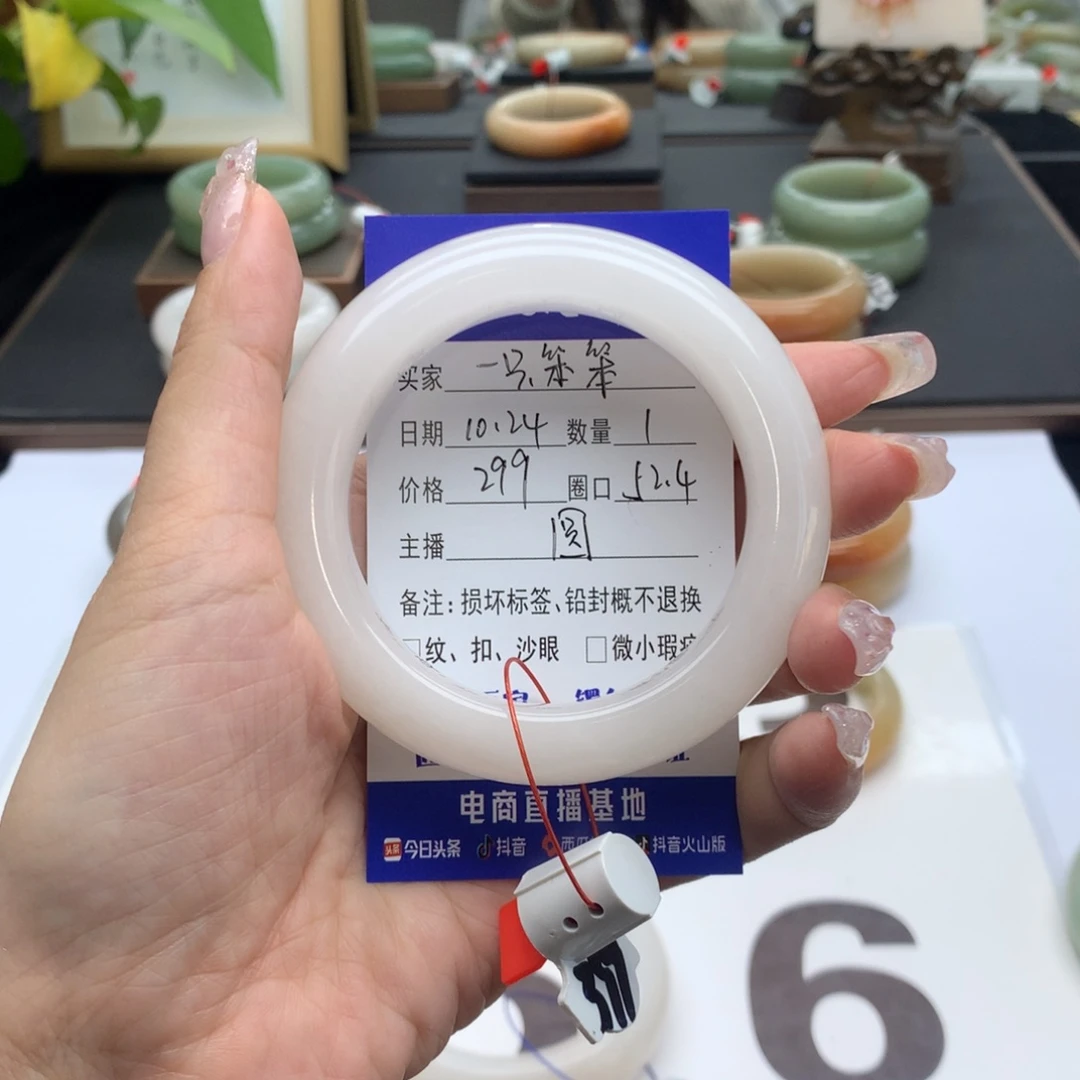 买家 一只笨笨
日期 10.24 数量 1
价格 299 圈口 52.4
主播 圆
备注：损坏标签、铅封概不退换
□纹、扣、沙眼 □微小瑕
电商直播基地
头条 今日头条 抖音 西 抖音火山版
6